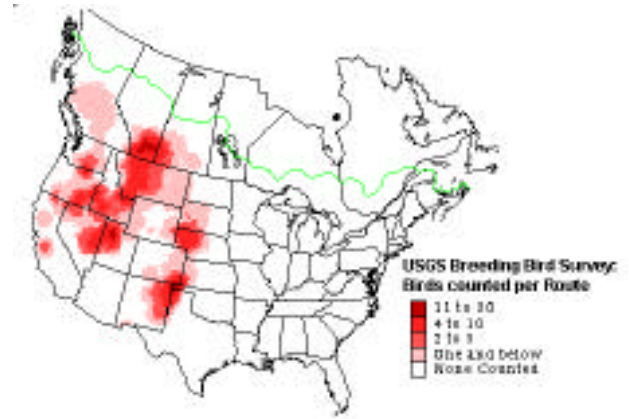 USGS Breeding Bird Survey:
Birds counted per Route
11 to 30
4 to 10
2 to 3
One and below
None Counted